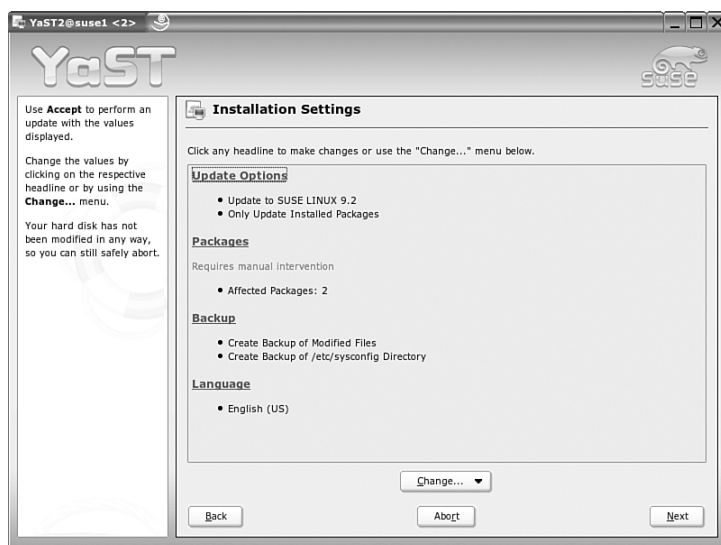 YaST2@suse1 <2>
YaST
SUSE
Use Accept to perform an
update with the values
displayed.
Change the values by
clicking on the respective
headline or by using the
Change... menu.
Your hard disk has not
been modified in any way,
so you can still safely abort.
Installation Settings
Click any headline to make changes or use the "Change..." menu below.
Update Options
• Update to SUSE LINUX 9.2
• Only Update Installed Packages
Packages
Requires manual intervention
• Affected Packages: 2
Backup
• Create Backup of Modified Files
• Create Backup of /etc/sysconfig Directory
Language
• English (US)
Change...
Back
Abort
Next